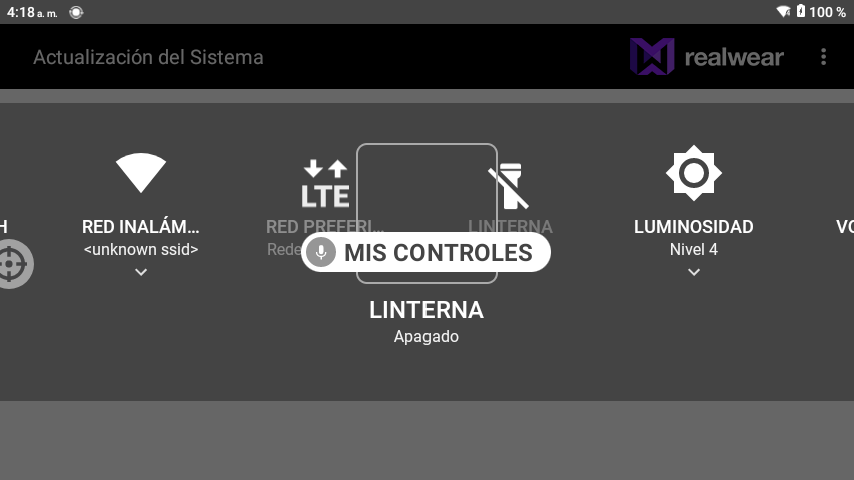 4:18 a. m.
100 %
Actualización del Sistema
realwear
H
RED INALÁM…
<unknown ssid>
LTE
RED PREFERI…
Rede
LINTERNA
LUMINOSIDAD
Nivel 4
VO
MIS CONTROLES
LINTERNA
Apagado